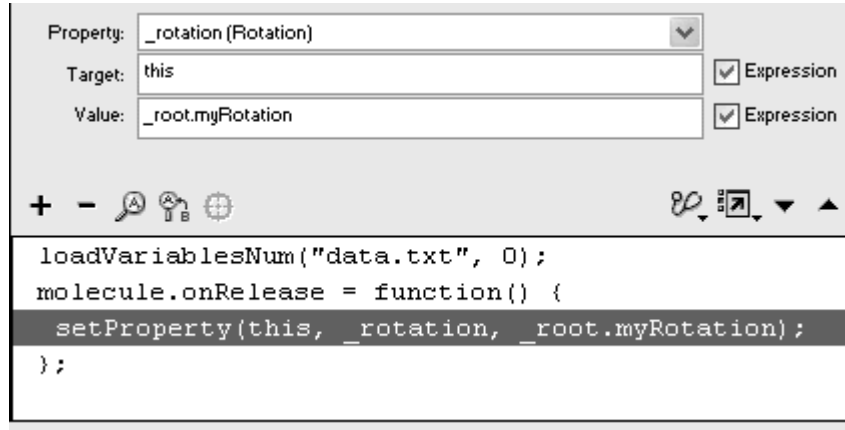 Property: _rotation (Rotation)
Target: this Expression
Value: _root.myRotation Expression
loadVariablesNum("data.txt", 0);
molecule.onRelease = function() {
setProperty(this, _rotation, _root.myRotation);
};